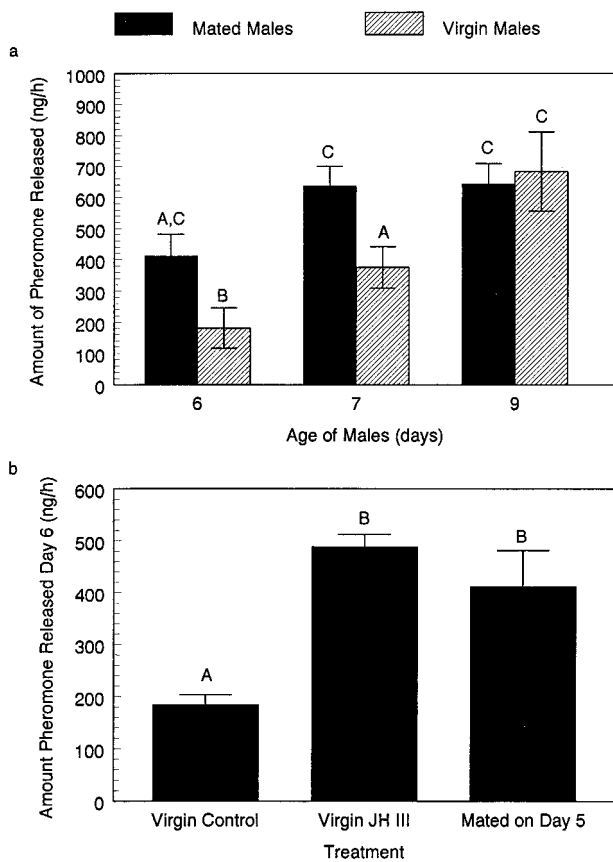 Mated Males
Virgin Males
a
Amount of Pheromone Released (ng/h)
1000
900
800
700
600
500
400
300
200
100
0
A,C
B
C
A
C
C
6
7
9
Age of Males (days)
b
Amount Pheromone Released Day 6 (ng/h)
600
500
400
300
200
100
0
A
B
B
Virgin Control
Virgin JH III
Mated on Day 5
Treatment